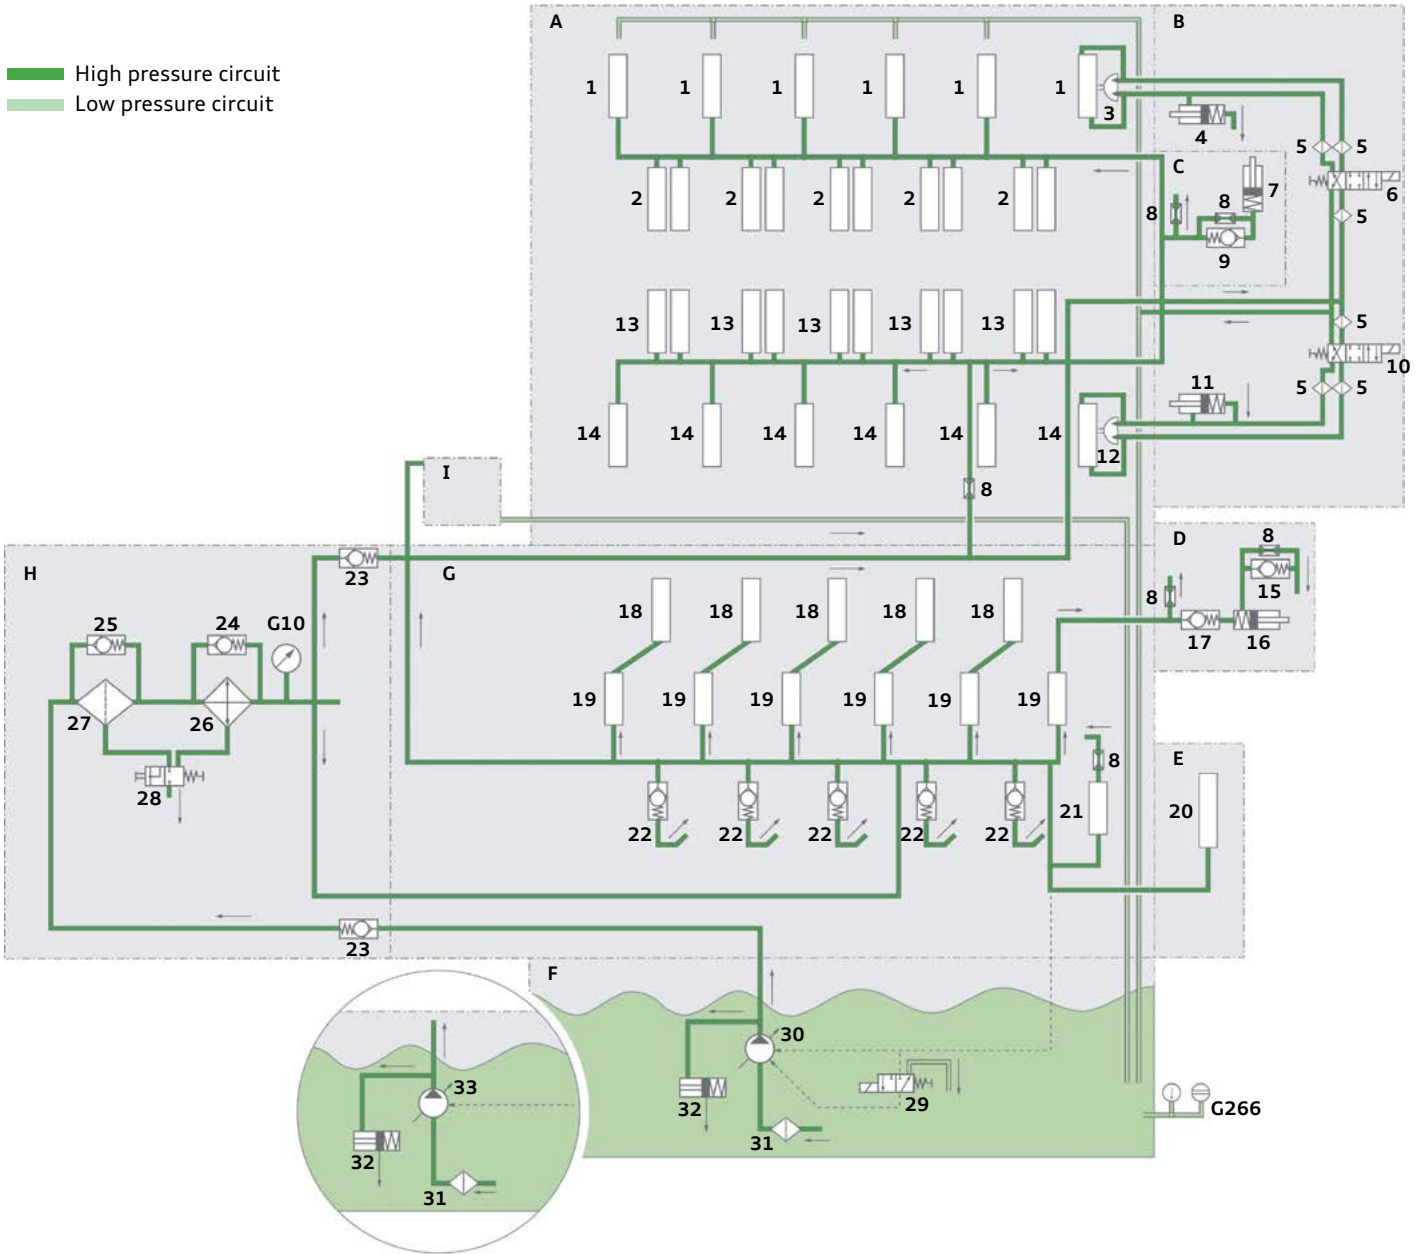 A
B
High pressure circuit
Low pressure circuit
1 1 1 1 1 1
3
4
5 5
C
2 2 2 2 2
8 8 7 6
5
9
13 13 13 13 13
5
10
11
5 5
14 14 14 14 14 14
12
I
8
D
8
H
23
G
15
8
25 24 G10
18 18 18 18 18
17 16
27 26
19 19 19 19 19 19
8
E
28
21 20
22 22 22 22 22
23
F
30
33
32
29
G266
31
32
31